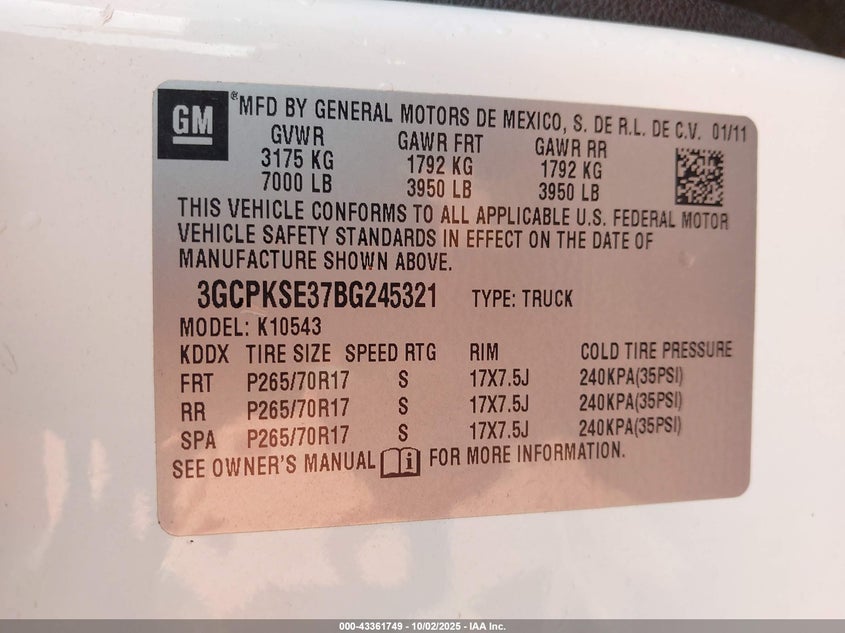 GM ®MFD BY GENERAL MOTORS DE MEXICO, S. DE R.L. DE C.V. 01/11
GVWR GAWR FRT GAWR RR
3175 KG 1792 KG 1792 KG
7000 LB 3950 LB 3950 LB
THIS VEHICLE CONFORMS TO ALL APPLICABLE U.S. FEDERAL MOTOR
VEHICLE SAFETY STANDARDS IN EFFECT ON THE DATE OF
MANUFACTURE SHOWN ABOVE.
3GCPKSE37BG245321 TYPE: TRUCK
MODEL: K10543
KDDX TIRE SIZE SPEED RTG RIM COLD TIRE PRESSURE
FRT P265/70R17 S 17X7.5J 240KPA(35PSI)
RR P265/70R17 S 17X7.5J 240KPA(35PSI)
SPA P265/70R17 S 17X7.5J 240KPA(35PSI)
SEE OWNER'S MANUAL i FOR MORE INFORMATION.
000-43361749 - 10/02/2025 - IAA Inc.